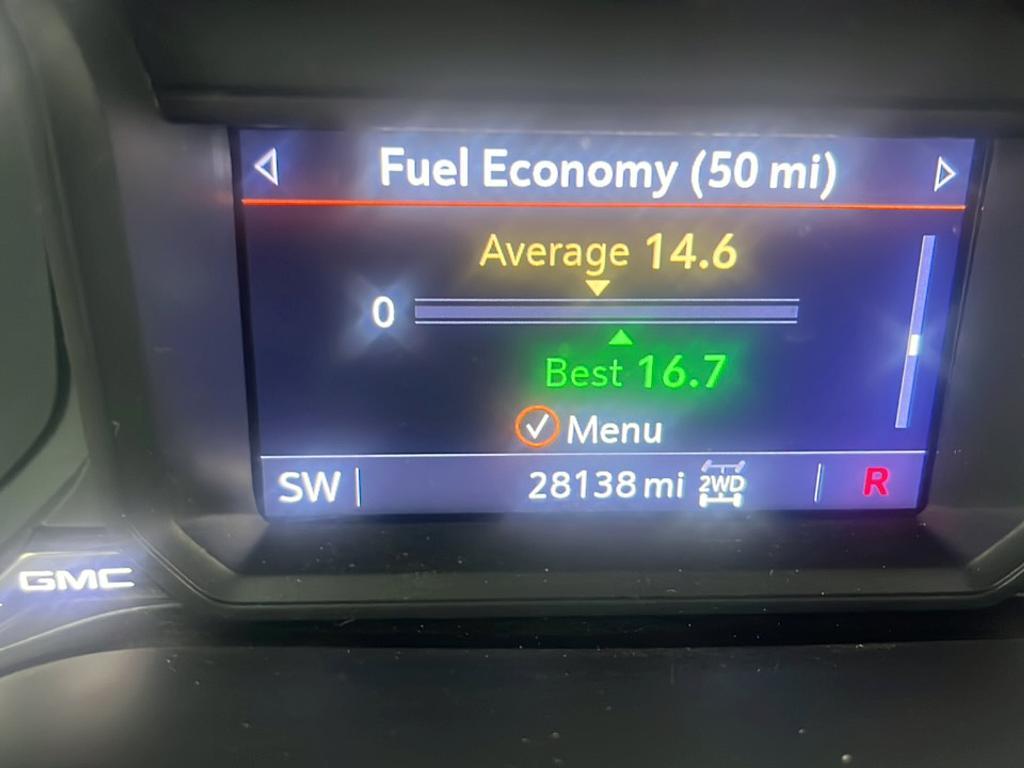 Fuel Economy (50 mi)
Average 14.6
0
Best 16.7
Menu
SW 28138 mi 2WD R
GMC